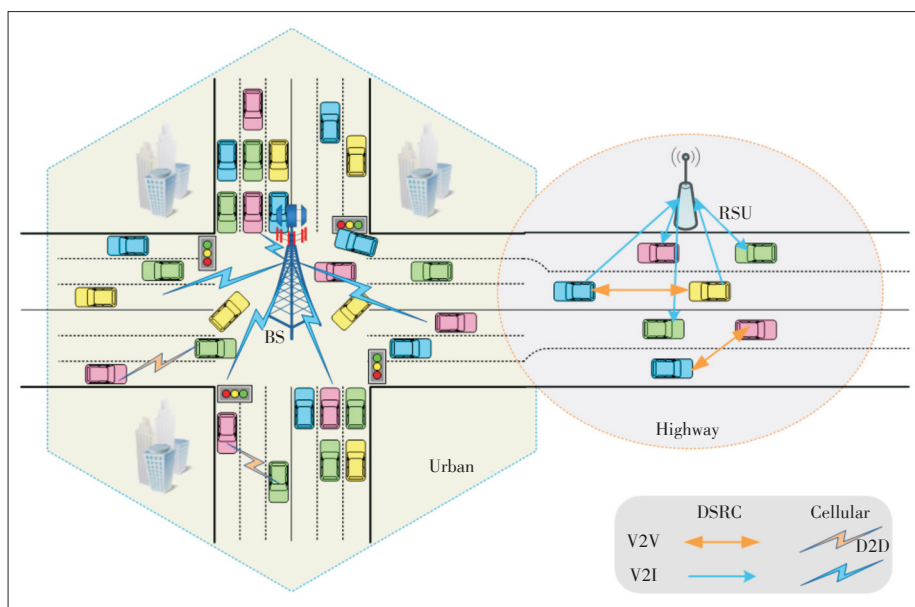 RSU
BS
Highway
Urban
DSRC Cellular
V2V D2D
V2I